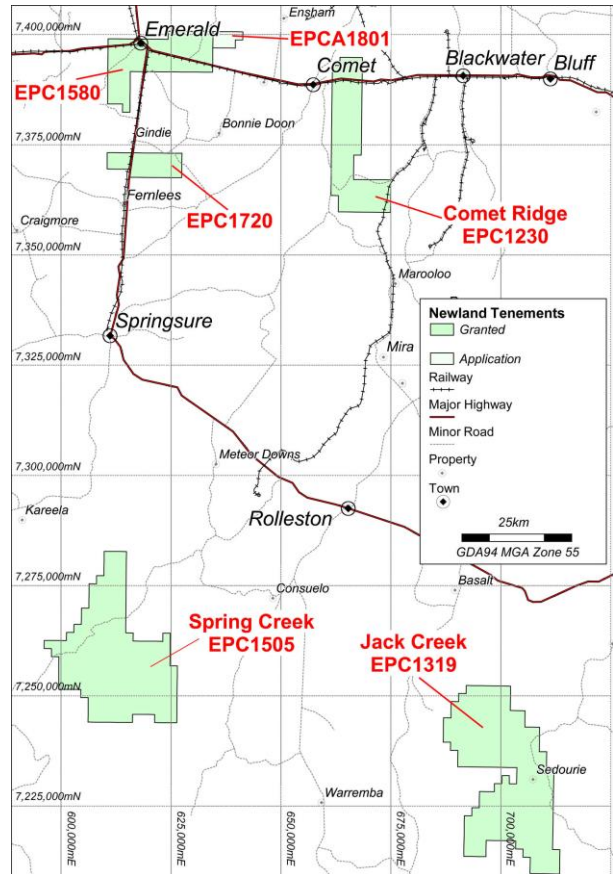 Ensham
7,400,000mN
Emerald
EPCA1801
Comet
Blackwater
Bluff
EPC1580
Bonnie Doon
Gindie
7,375,000mN
Fernlees
EPC1720
Comet Ridge
EPC1230
Craigmore
7,350,000mN
Marooloo
Springsure
7,325,000mN
Mira
Newland Tenements
Granted
Application
Railway
Major Highway
Minor Road
Property
Town
25km
GDA94 MGA Zone 55
Meteor Downs
7,300,000mN
Kareela
Rolleston
7,275,000mN
Consuelo
Basalt
Spring Creek
EPC1505
Jack Creek
EPC1319
7,250,000mN
Sedourie
7,225,000mN
Warremba
600,000mE
625,000mE
650,000mE
675,000mE
700,000mE